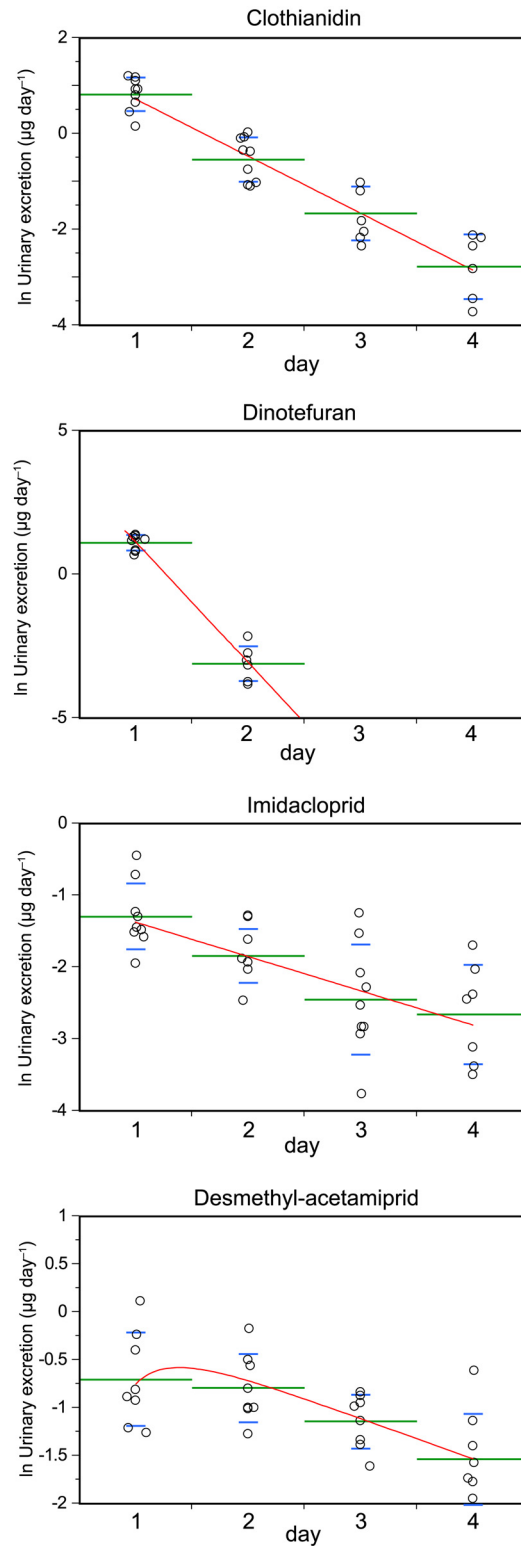 Clothianidin
ln Urinary excretion (µg day⁻¹)
2
0
-2
-4
1 2 3 4
day
Dinotefuran
ln Urinary excretion (µg day⁻¹)
5
0
-5
1 2 3 4
day
Imidacloprid
ln Urinary excretion (µg day⁻¹)
0
-1
-2
-3
-4
1 2 3 4
day
Desmethyl-acetamiprid
ln Urinary excretion (µg day⁻¹)
1
0.5
0
-0.5
-1
-1.5
-2
1 2 3 4
day